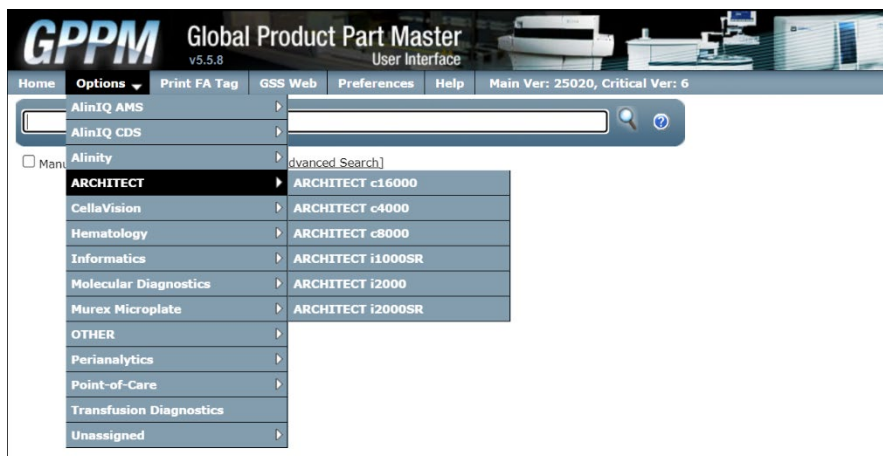 GPPM Global Product Part Master
v5.5.8 User Interface
Home Options Print FA Tag GSS Web Preferences Help Main Ver: 25020, Critical Ver: 6
AlinIQ AMS
AlinIQ CDS
Alinity
Manu dvanced Search]
ARCHITECT ARCHITECT c16000
CellaVision ARCHITECT c4000
Hematology ARCHITECT c8000
Informatics ARCHITECT i1000SR
Molecular Diagnostics ARCHITECT i2000
Murex Microplate ARCHITECT i2000SR
OTHER
Perianalytics
Point-of-Care
Transfusion Diagnostics
Unassigned